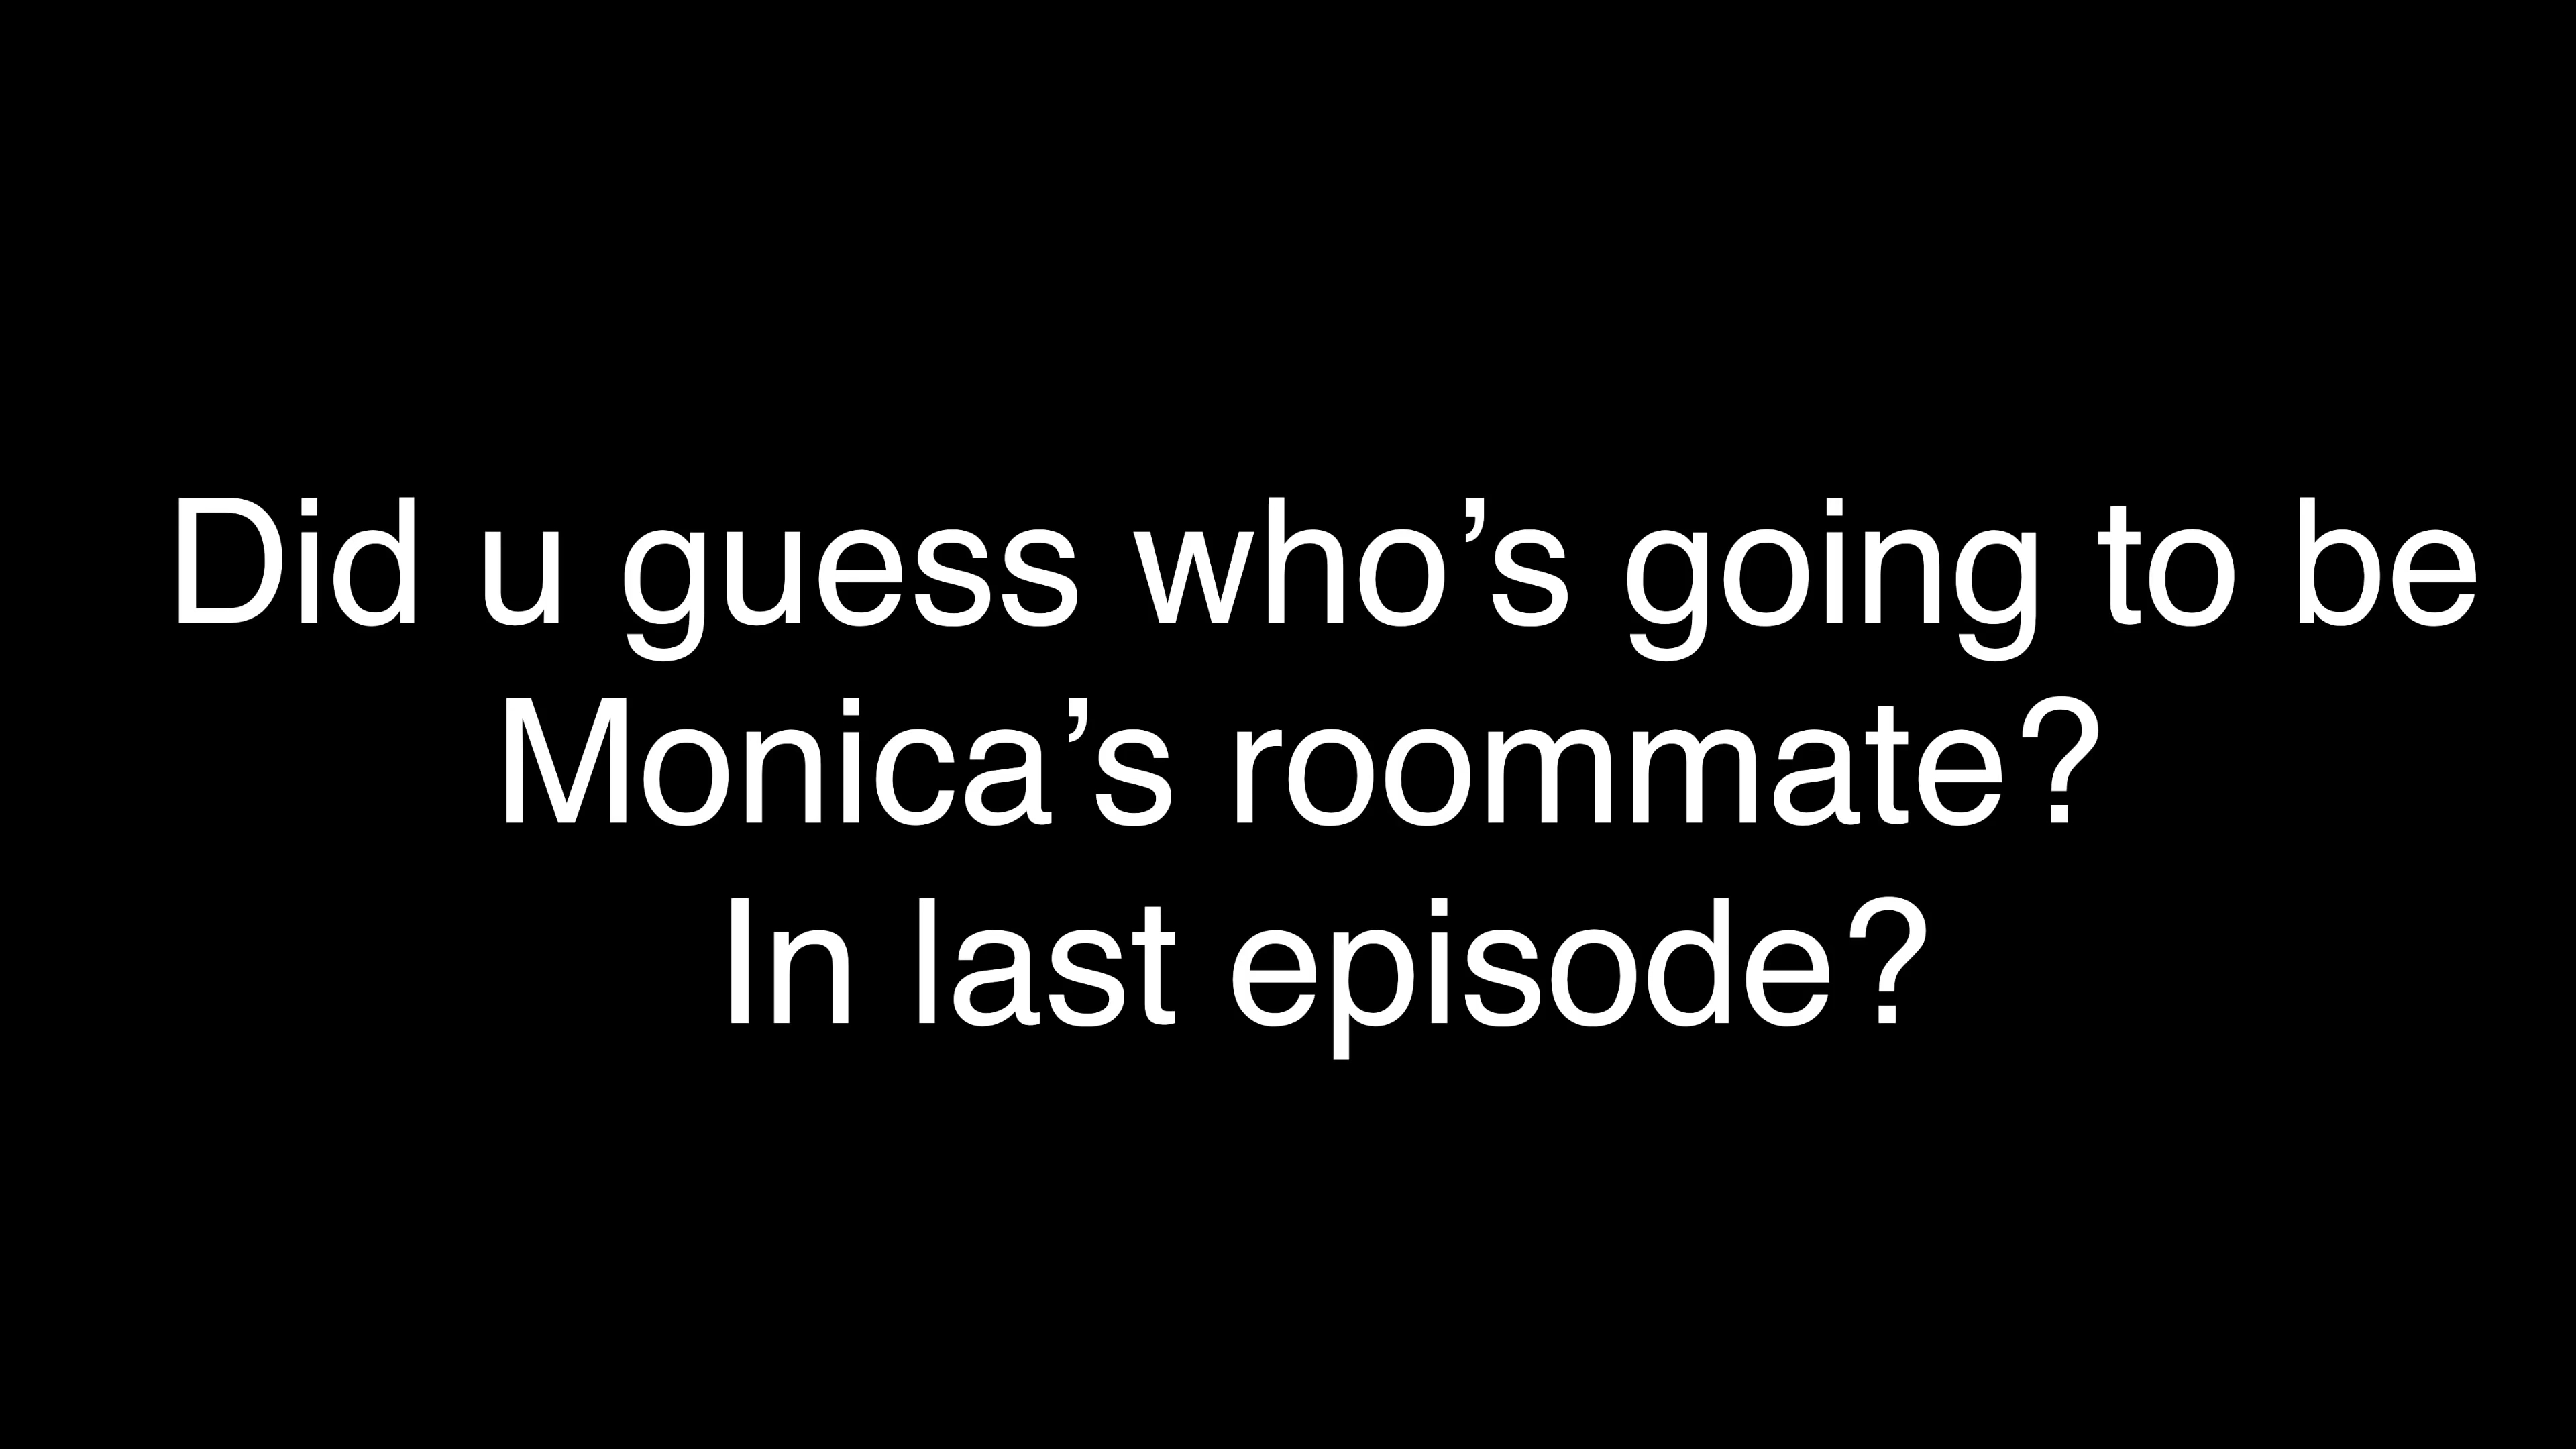 Did u guess who’s going to be
Monica’s roommate?
In last episode?